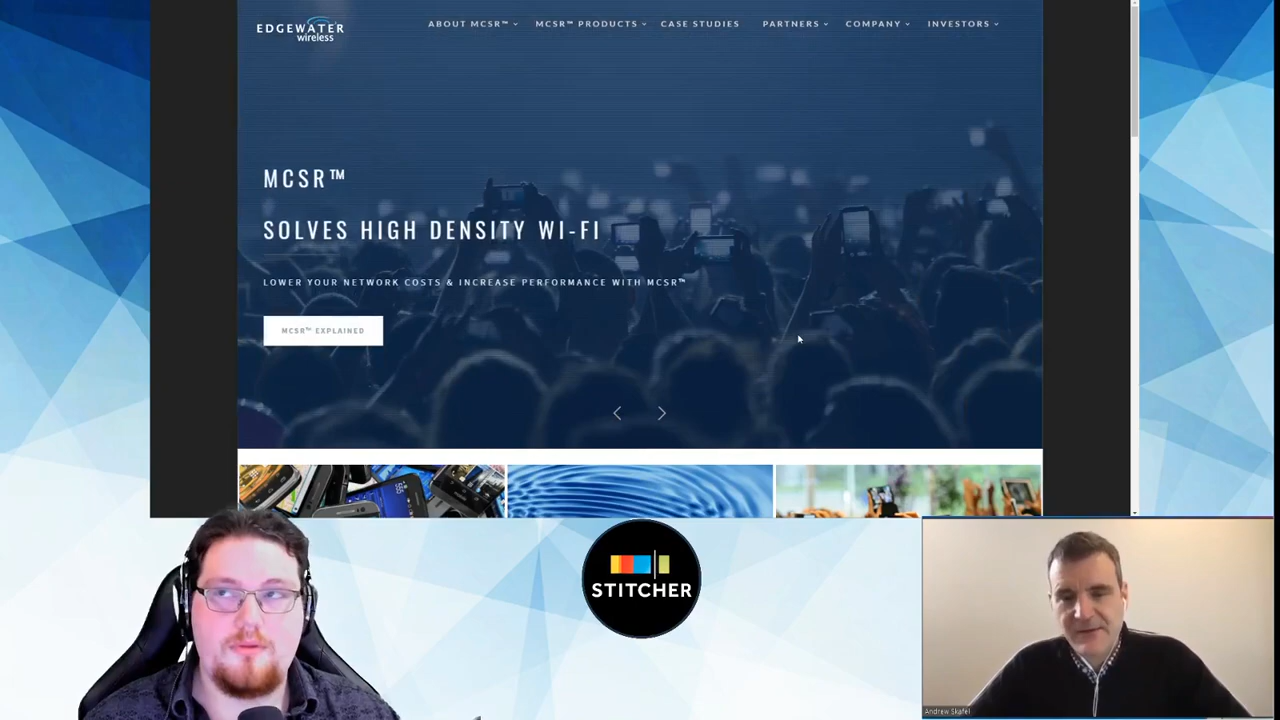 EDGEWATER
wireless
ABOUT MCSR™ MCSR™ PRODUCTS CASE STUDIES PARTNERS COMPANY INVESTORS
MCSR™
SOLVES HIGH DENSITY WI-FI
LOWER YOUR NETWORK COSTS & INCREASE PERFORMANCE WITH MCSR™
MCSR™ EXPLAINED
STITCHER
Andrew Skafel